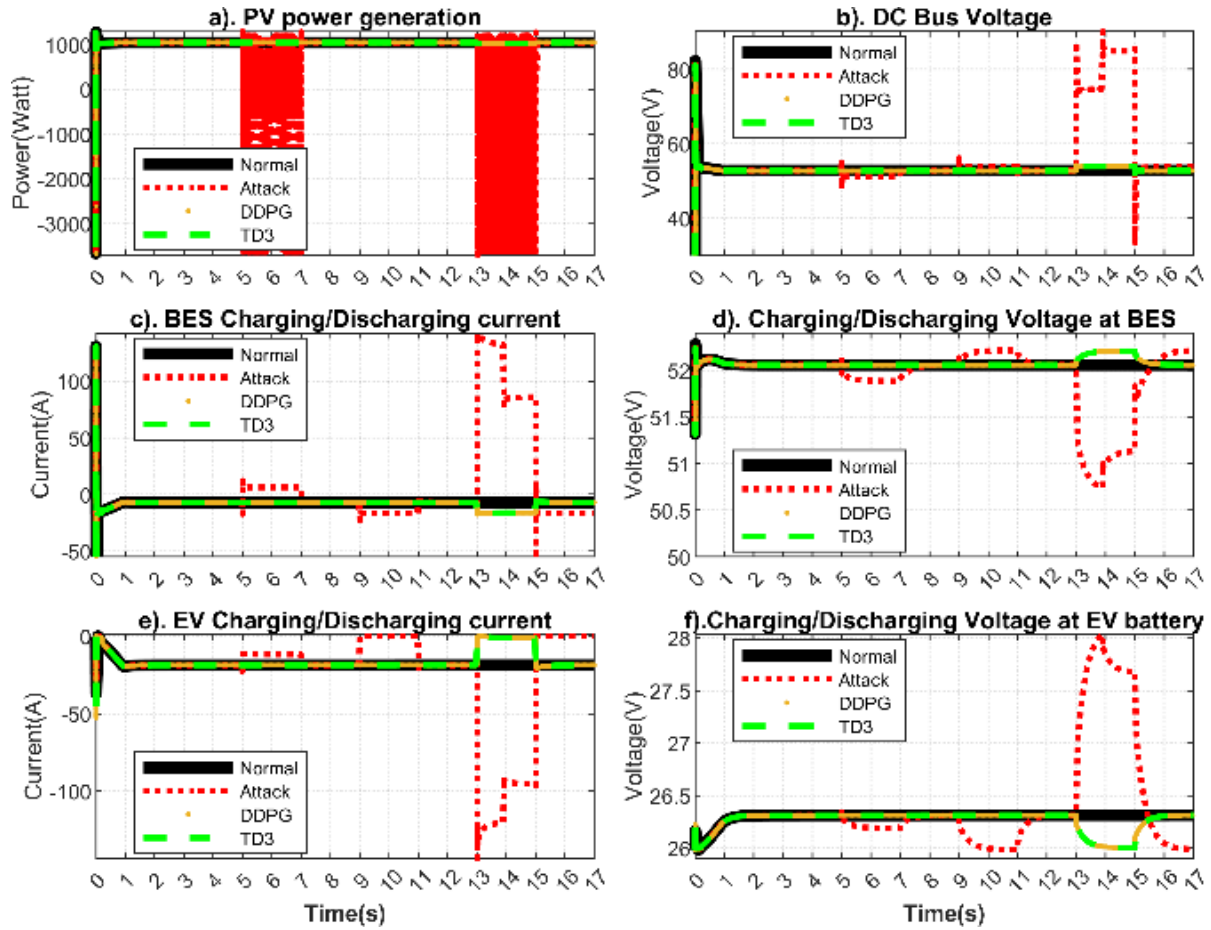 a). PV power generation
Power(Watt)
1000
0
-1000
-2000
-3000
Normal
Attack
DDPG
TD3
0 1 2 3 4 5 6 7 8 9 10 11 12 13 14 15 16 17
b). DC Bus Voltage
Voltage(V)
80
60
40
Normal
Attack
DDPG
TD3
0 1 2 3 4 5 6 7 8 9 10 11 12 13 14 15 16 17
c). BES Charging/Discharging current
Current(A)
100
50
0
-50
Normal
Attack
DDPG
TD3
0 1 2 3 4 5 6 7 8 9 10 11 12 13 14 15 16 17
d). Charging/Discharging Voltage at BES
Voltage(V)
52
51.5
51
50.5
50
Normal
Attack
DDPG
TD3
0 1 2 3 4 5 6 7 8 9 10 11 12 13 14 15 16 17
e). EV Charging/Discharging current
Current(A)
0
-50
-100
Normal
Attack
DDPG
TD3
0 1 2 3 4 5 6 7 8 9 10 11 12 13 14 15 16 17
Time(s)
f).Charging/Discharging Voltage at EV battery
Voltage(V)
28
27.5
27
26.5
26
Normal
Attack
DDPG
TD3
0 1 2 3 4 5 6 7 8 9 10 11 12 13 14 15 16 17
Time(s)